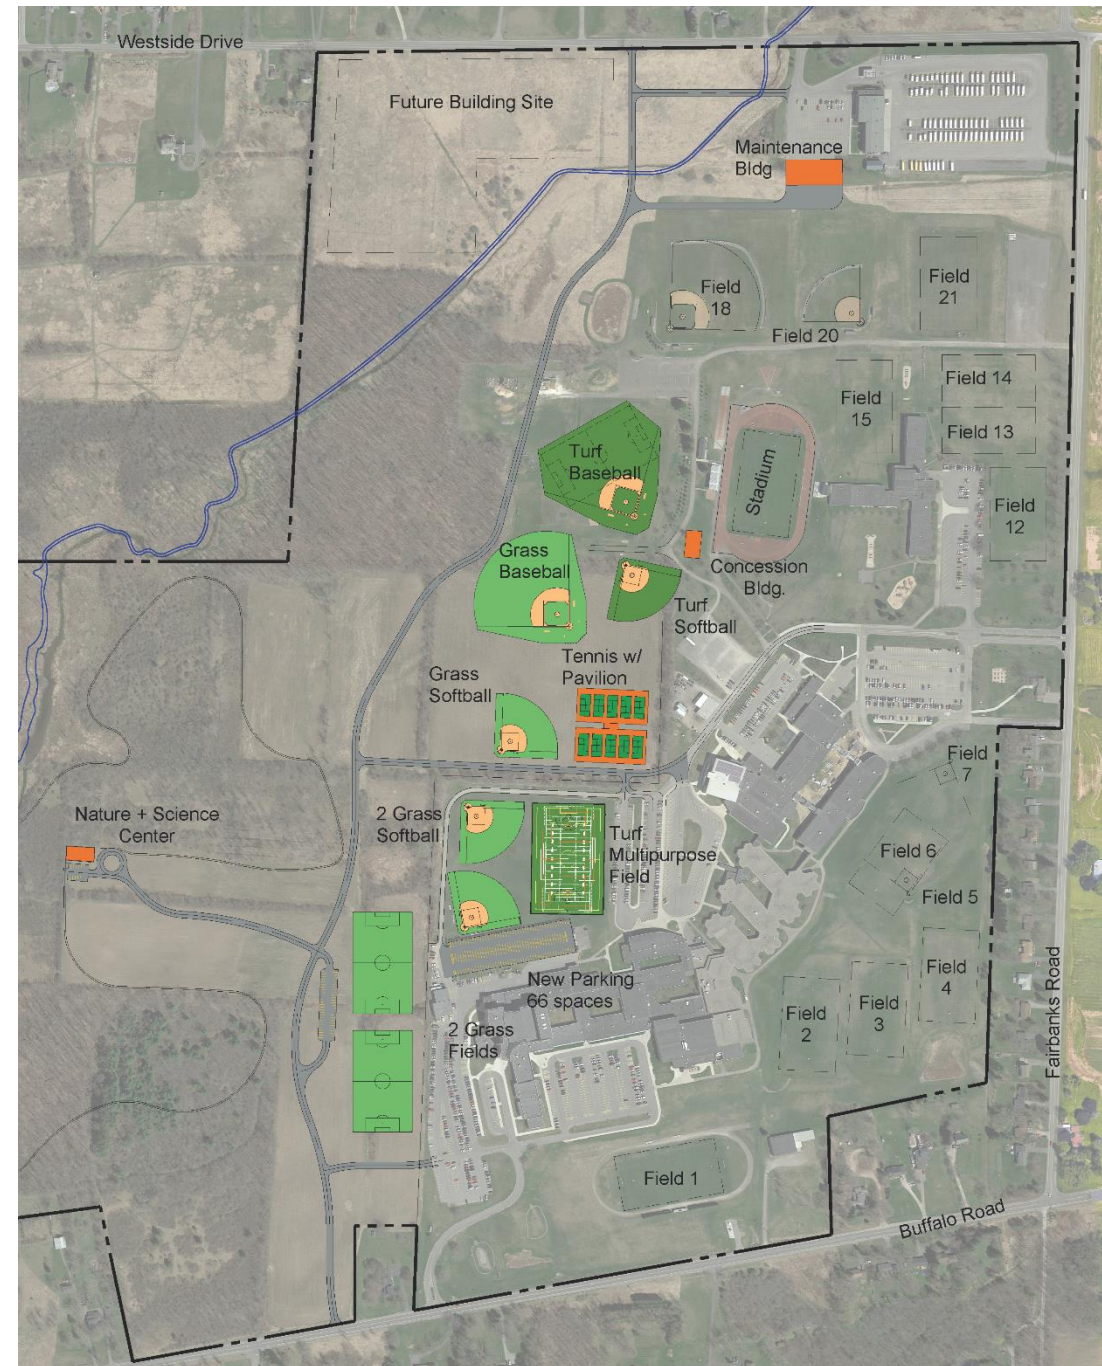 Westside Drive
Future Building Site
Maintenance
Bldg
Field
18
Field
21
Field 20
Field 14
Field
15
Field 13
Turf
Baseball
Stadium
Field
12
Grass
Baseball
Concession
Bldg.
Turf
Softball
Tennis w/
Pavilion
Grass
Softball
Field
7
Nature + Science
Center
2 Grass
Softball
Turf
Multipurpose
Field
Field 6
Field 5
Field
4
New Parking
66 spaces
Field
2
Field
3
2 Grass
Fields
Fairbanks Road
Field 1
Buffalo Road